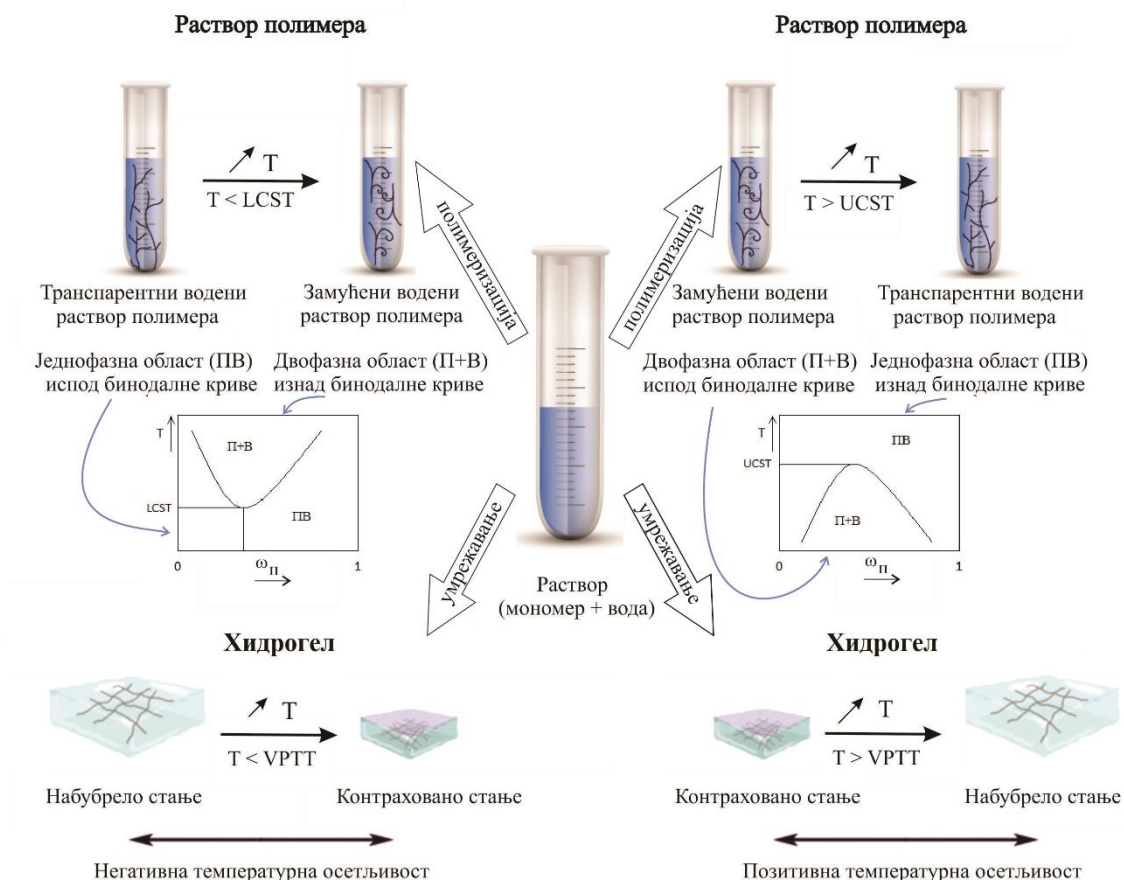 Раствор полимера
Раствор полимера
↗ T
T < LCST
↗ T
T > UCST
полимеризација
полимеризација
Транспарентни водени
раствор полимера
Замућени водени
раствор полимера
Замућени водени
раствор полимера
Транспарентни водени
раствор полимера
Једнофазна област (ПВ)
испод бинодалне криве
Двофазна област (П+В)
изнад бинодалне криве
Двофазна област (П+В)
испод бинодалне криве
Једнофазна област (ПВ)
изнад бинодалне криве
T
П+В
LCST
ПВ
0
ωП
1
T
ПВ
UCST
П+В
0
ωП
1
умрежавање
умрежавање
Раствор
(мономер + вода)
Хидрогел
Хидрогел
↗ T
T < VPTT
↗ T
T > VPTT
Набубрело стање
Контраховано стање
Контраховано стање
Набубрело стање
Негативна температурна осетљивост
Позитивна температурна осетљивост